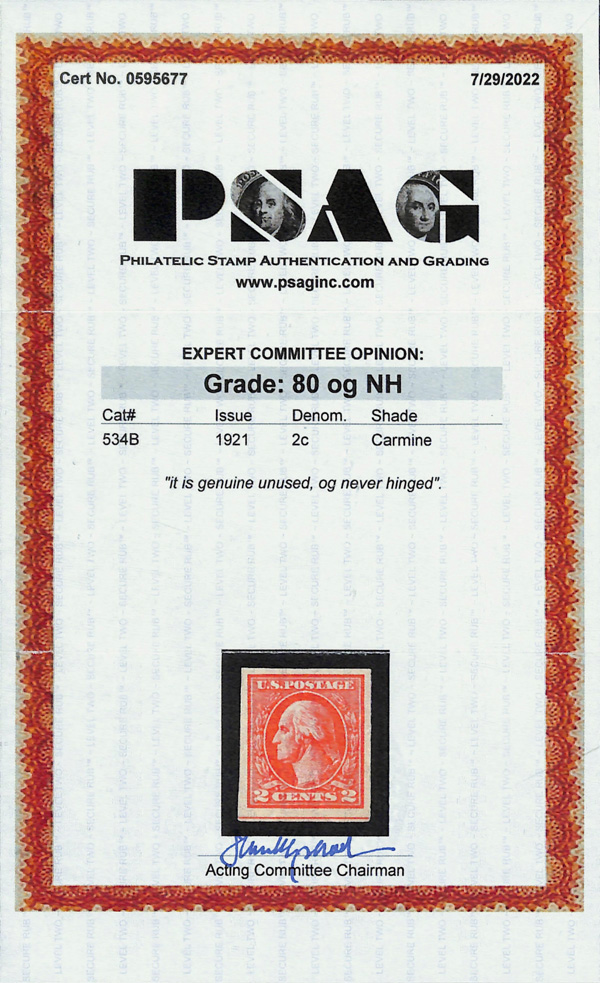 Cert No. 0595677 7/29/2022
PSAG
PHILATELIC STAMP AUTHENTICATION AND GRADING
www.psaginc.com
EXPERT COMMITTEE OPINION:
Grade: 80 og NH
Cat# Issue Denom. Shade
534B 1921 2c Carmine
"it is genuine unused, og never hinged".
U.S. POSTAGE
2 CENTS 2
Acting Committee Chairman